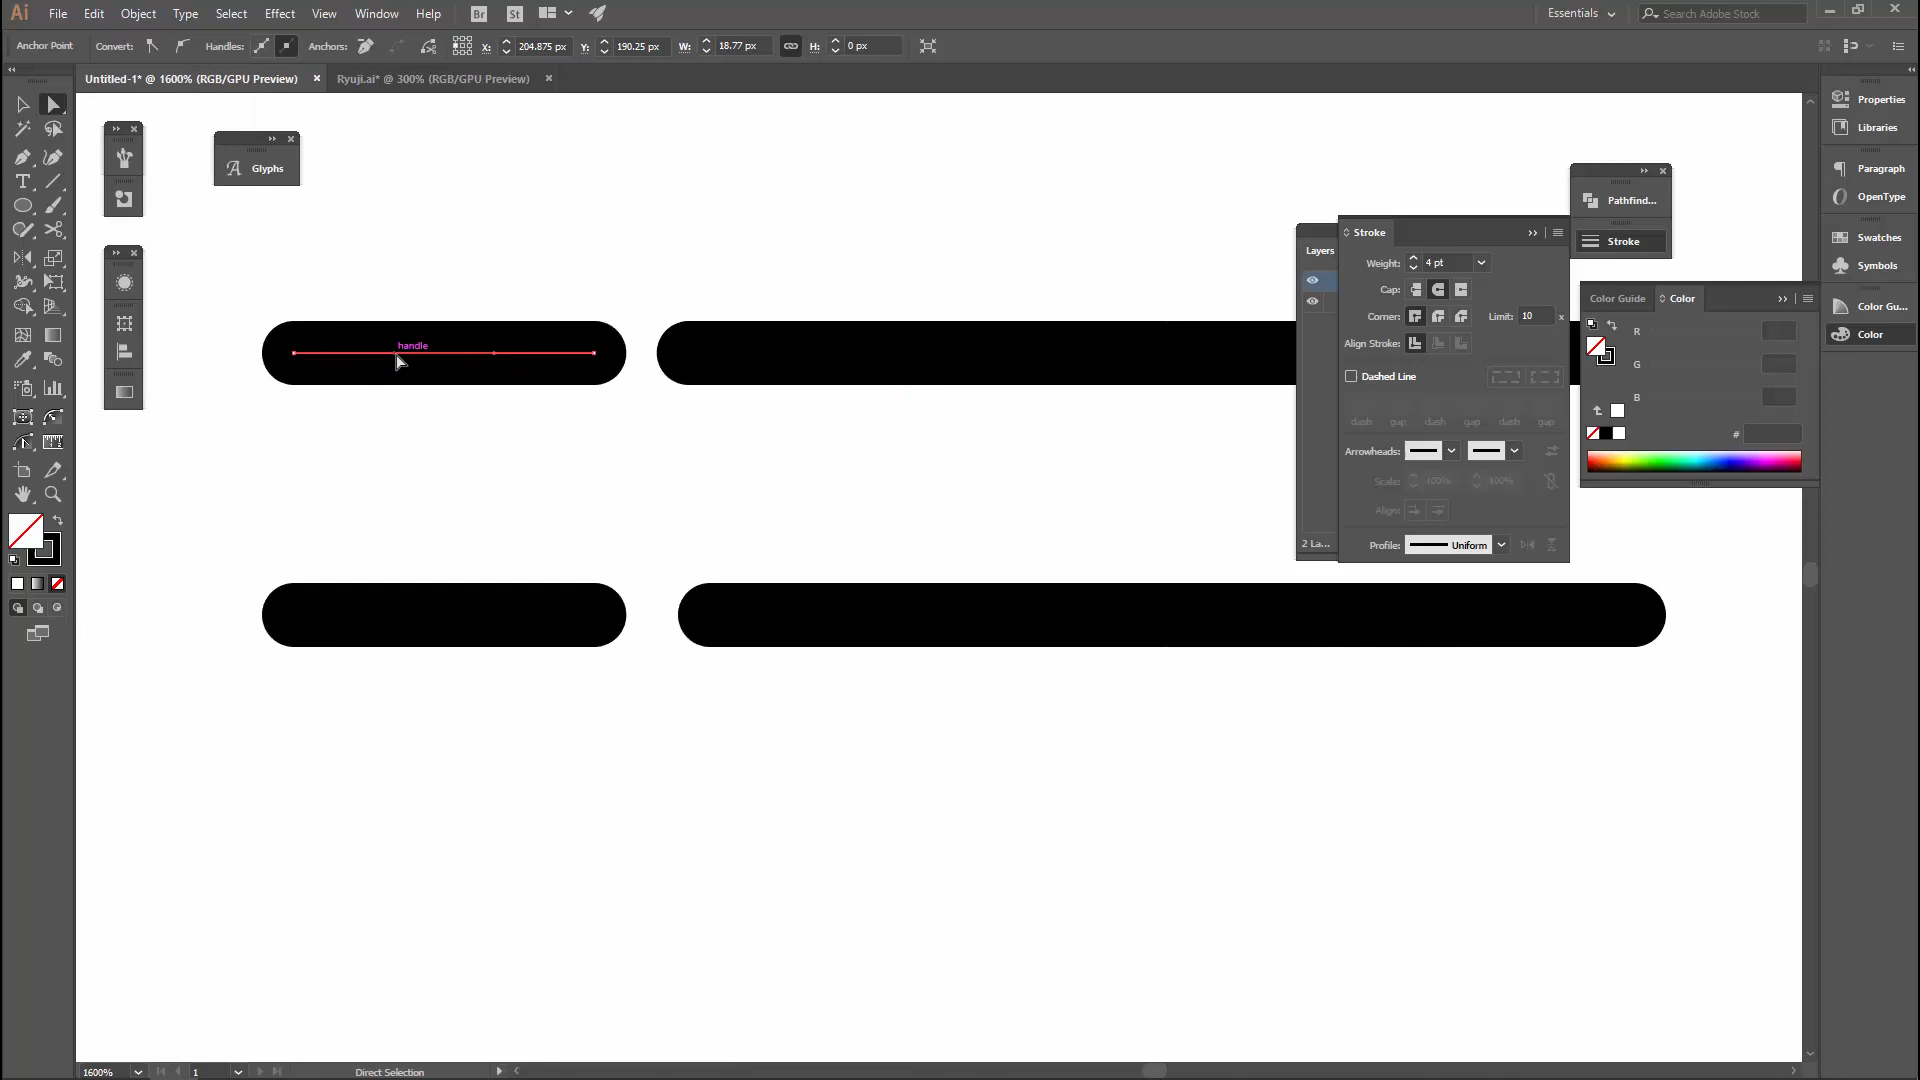 Ai File Edit Object Type Select Effect View Window Help Br St Essentials Search Adobe Stock
Anchor Point Convert: Handles: Anchors: X: 204.875 px Y: 190.25 px W: 18.77 px H: 0 px
Untitled-1* @ 1600% (RGB/GPU Preview) × Ryuji.ai* @ 300% (RGB/GPU Preview) ×
Properties
Libraries
Glyphs
Paragraph
OpenType
Pathfind...
Stroke
Swatches
Symbols
Color Gu...
Color
Layers
Stroke
Weight: 4 pt
Cap:
Corner: Limit: 10 x
Align Stroke:
Dashed Line
dash gap dash gap dash gap
Arrowheads:
Scale: 100% 100%
Align:
Profile: Uniform
2 La...
Color Guide Color
R
G
B
#
handle
1600% 1 Direct Selection